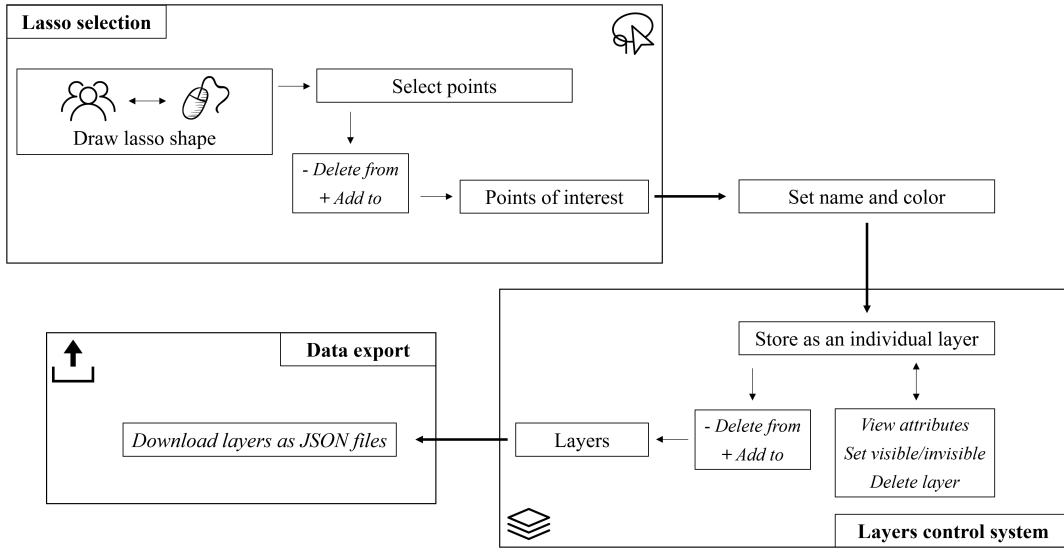 Lasso selection
Draw lasso shape
Select points
- Delete from
+ Add to
Points of interest
Set name and color
Store as an individual layer
- Delete from
+ Add to
View attributes
Set visible/invisible
Delete layer
Layers
Layers control system
Data export
Download layers as JSON files